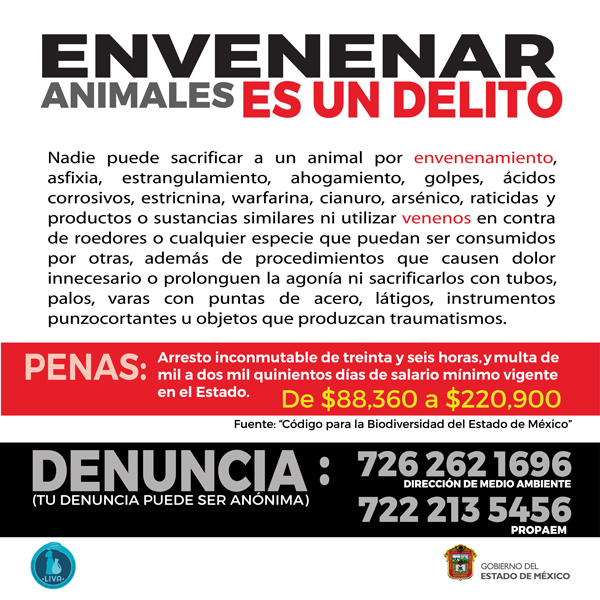 ENVENENAR
ANIMALES ES UN DELITO
Nadie puede sacrificar a un animal por envenenamiento,
asfixia, estrangulamiento, ahogamiento, golpes, ácidos
corrosivos, estricnina, warfarina, cianuro, arsénico, raticidas y
productos o sustancias similares ni utilizar venenos en contra
de roedores o cualquier especie que puedan ser consumidos
por otras, además de procedimientos que causen dolor
innecesario o prolonguen la agonía ni sacrificarlos con tubos,
palos, varas con puntas de acero, látigos, instrumentos
punzocortantes u objetos que produzcan traumatismos.
PENAS:
Arresto inconmutable de treinta y seis horas,y multa de
mil a dos mil quinientos días de salario mínimo vigente
en el Estado.
De $88,360 a $220,900
Fuente: “Código para la Biodiversidad del Estado de México”
DENUNCIA :
(TU DENUNCIA PUEDE SER ANÓNIMA)
726 262 1696
DIRECCIÓN DE MEDIO AMBIENTE
722 213 5456
PROPAEM
LIVA
GOBIERNO DEL
ESTADO DE MÉXICO